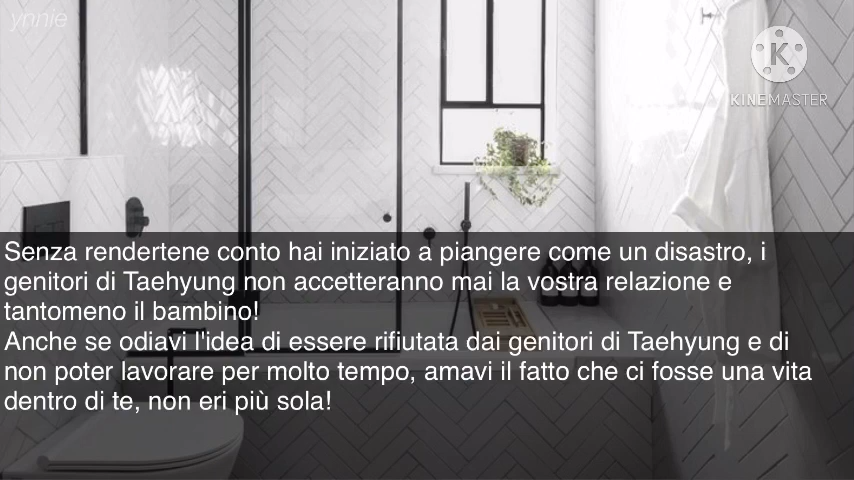 ynnie
KINEMASTER
Senza rendertene conto hai iniziato a piangere come un disastro, i
genitori di Taehyung non accetteranno mai la vostra relazione e
tantomeno il bambino!
Anche se odiavi l'idea di essere rifiutata dai genitori di Taehyung e di
non poter lavorare per molto tempo, amavi il fatto che ci fosse una vita
dentro di te, non eri più sola!